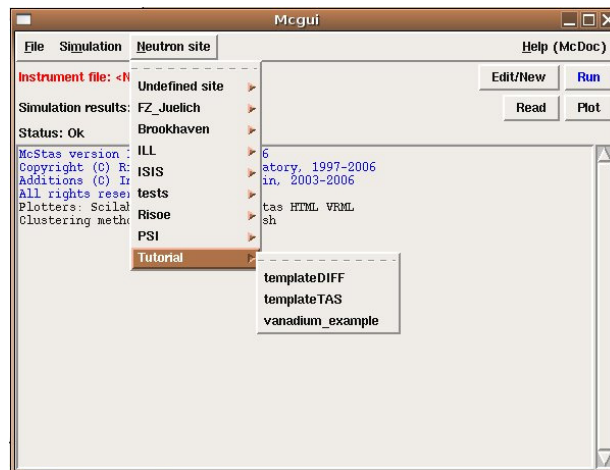 Mcgui
File Simulation Neutron site Help (McDoc)
Instrument file: <N Edit/New Run
Simulation results: Read Plot
Status: Ok
McStas version 6
Copyright (C) R atory, 1997-2006
Additions (C) In in, 2003-2006
All rights rese
Plotters: Scila tas HTML VRML
Clustering meth sh
Undefined site
FZ_Juelich
Brookhaven
ILL
ISIS
tests
Risoe
PSI
Tutorial
templateDIFF
templateTAS
vanadium_example